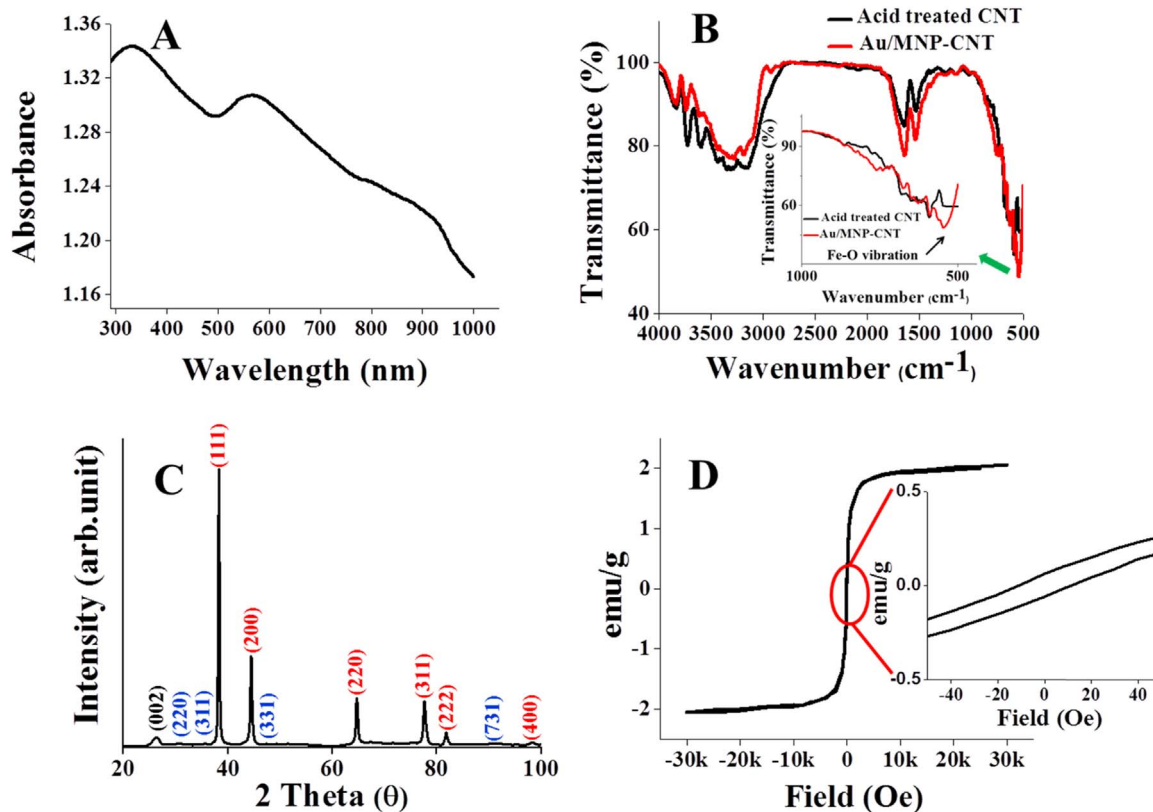 A
Absorbance
1.36
1.32
1.28
1.24
1.20
1.16
300 400 500 600 700 800 900 1000
Wavelength (nm)
B
Acid treated CNT
Au/MNP-CNT
Transmittance (%)
100
80
60
40
4000 3500 3000 2500 2000 1500 1000 500
Wavenumber (cm-1)
Transmittance (%)
90
60
Acid treated CNT
Au/MNP-CNT
Fe-O vibration
1000 500
Wavenumber (cm-1)
C
Intensity (arb.unit)
(002)
(220)
(311)
(111)
(200)
(331)
(220)
(311)
(222)
(731)
(400)
20 40 60 80 100
2 Theta (θ)
D
emu/g
2
1
0
-1
-2
-30k -20k -10k 0 10k 20k 30k
Field (Oe)
emu/g
0.5
0.0
-0.5
-40 -20 0 20 40
Field (Oe)